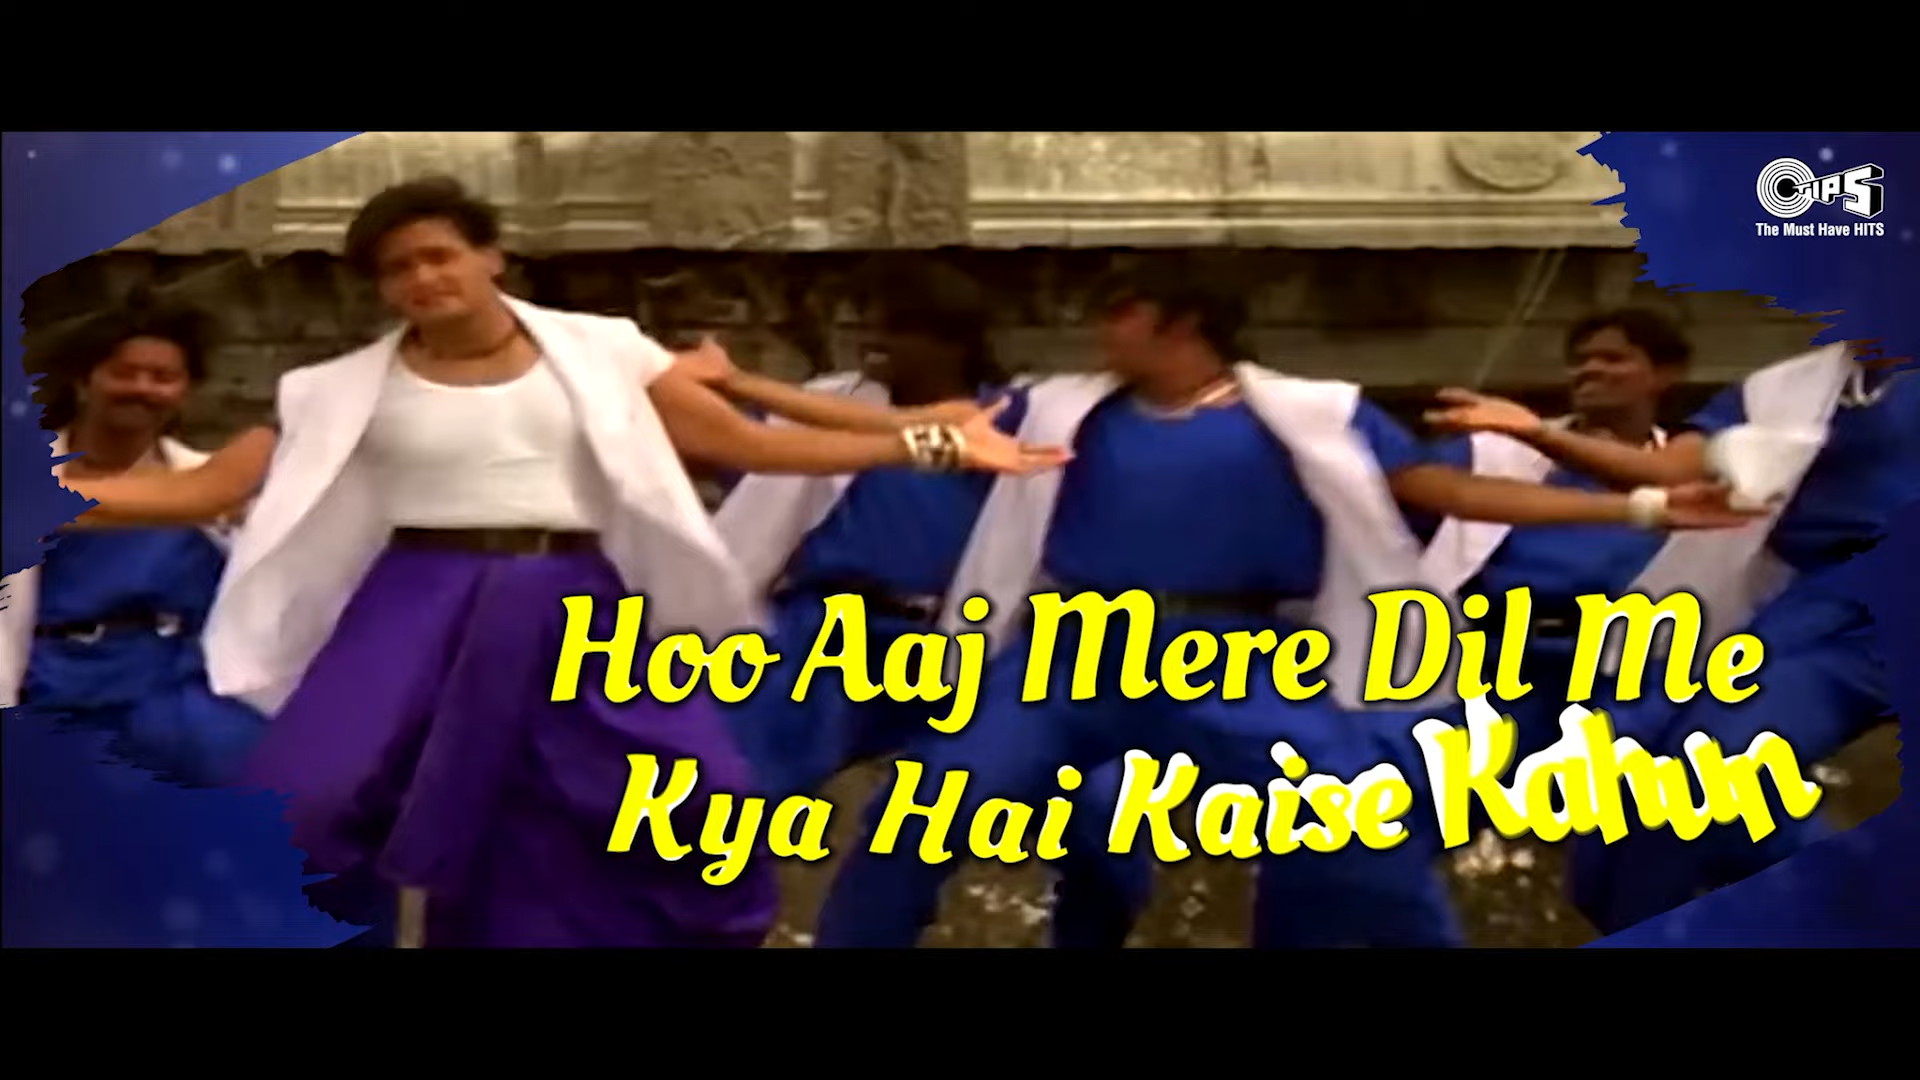 TIPS
The Must Have HITS
Hoo Aaj Mere Dil Me
Kya Hai Kaise Kahun